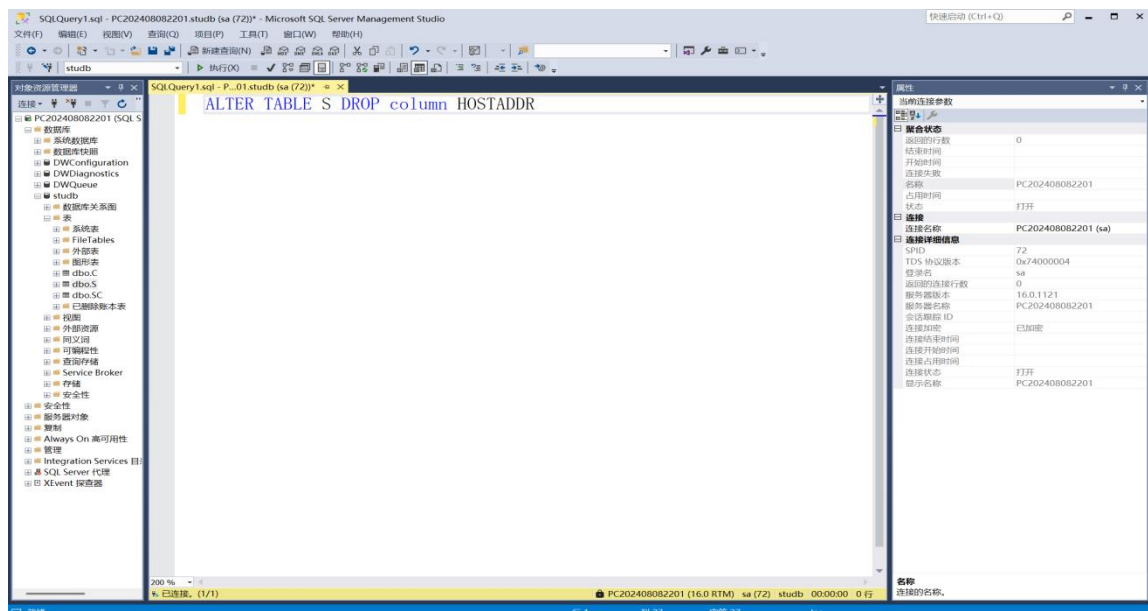 SQLQuery1.sql - PC202408082201.studb (sa (72))* - Microsoft SQL Server Management Studio
快速启动 (Ctrl+Q)
文件(F) 编辑(E) 视图(V) 查询(Q) 项目(P) 工具(T) 窗口(W) 帮助(H)
新建查询(N)
studb
执行(X)
对象资源管理器
连接
PC202408082201 (SQL S
数据库
系统数据库
数据库快照
DWConfiguration
DWDiagnostics
DWQueue
studb
数据库关系图
表
系统表
FileTables
外部表
图形表
dbo.C
dbo.S
dbo.SC
已删除账本表
视图
外部资源
同义词
可编程性
查询存储
Service Broker
存储
安全性
安全性
服务器对象
复制
Always On 高可用性
管理
Integration Services 目
SQL Server 代理
XEvent 探查器
SQLQuery1.sql - P...01.studb (sa (72))*
ALTER TABLE S DROP column HOSTADDR
200 %
已连接。(1/1)
PC202408082201 (16.0 RTM) sa (72) studb 00:00:00 0 行
属性
当前连接参数
聚合状态
返回的行数 0
结束时间
开始时间
连接失败
名称 PC202408082201
占用时间
状态 打开
连接
连接名称 PC202408082201 (sa)
连接详细信息
SPID 72
TDS 协议版本 0x74000004
登录名 sa
返回的连接行数 0
服务器版本 16.0.1121
服务器名称 PC202408082201
会话跟踪 ID
连接加密 已加密
连接结束时间
连接开始时间
连接占用时间
连接状态 打开
显示名称 PC202408082201
名称
连接的名称。